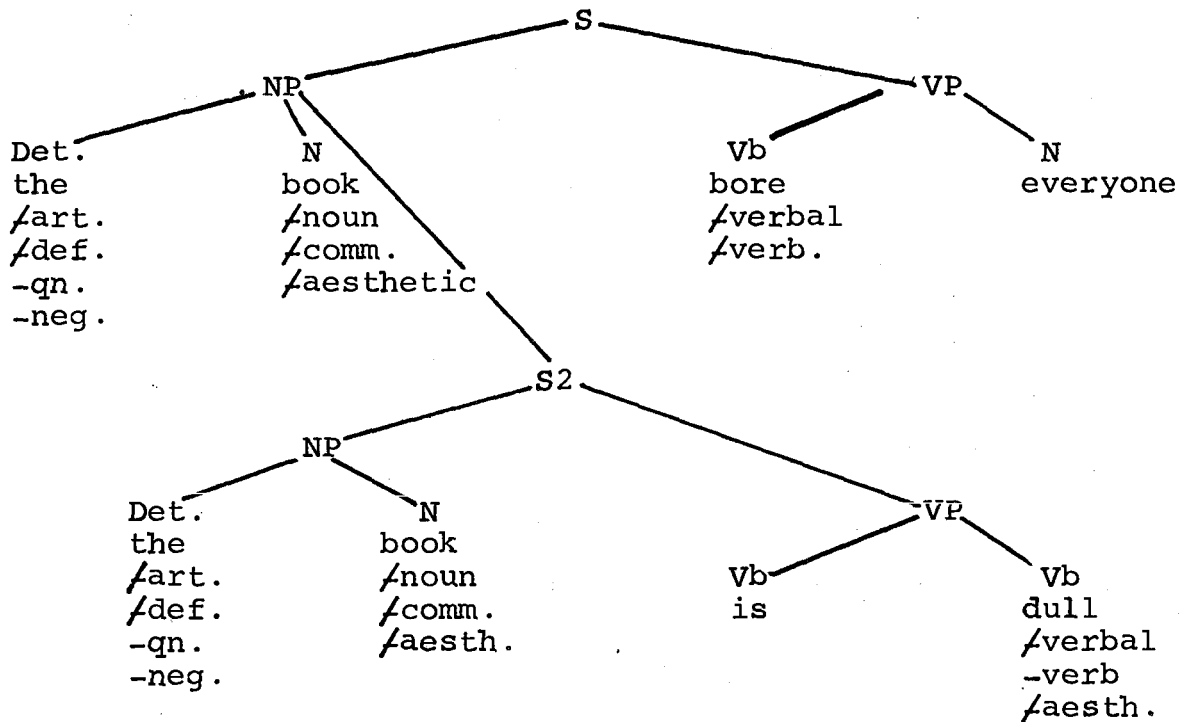 S
NP VP
Det. N Vb N
the book bore everyone
+art. +noun +verbal
+def. +comm. +verb.
-qn. +aesthetic
-neg.
S2
NP
Det. N VP
the book
+art. +noun Vb Vb
+def. +comm. is dull
-qn. +aesth. +verbal
-neg. -verb
+aesth.